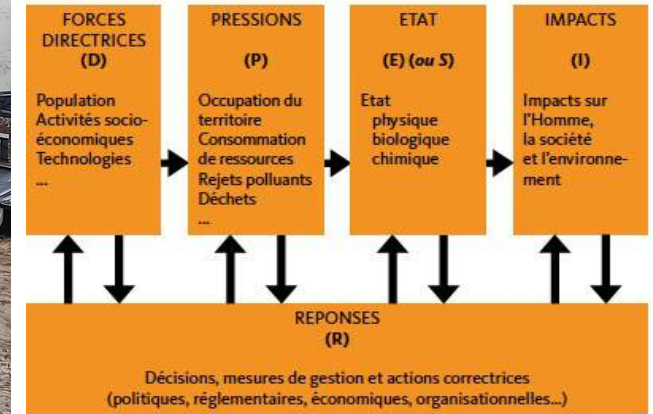 FORCES
DIRECTRICES
(D)
Population
Activités socio-
économiques
Technologies
...
PRESSIONS
(P)
Occupation du
territoire
Consommation
de ressources
Rejets polluants
Déchets
...
ETAT
(E) (ou S)
Etat
physique
biologique
chimique
IMPACTS
(I)
Impacts sur
l'Homme,
la société
et l'environne-
ment
REPONSES
(R)
Décisions, mesures de gestion et actions correctrices
(politiques, réglementaires, économiques, organisationnelles...)